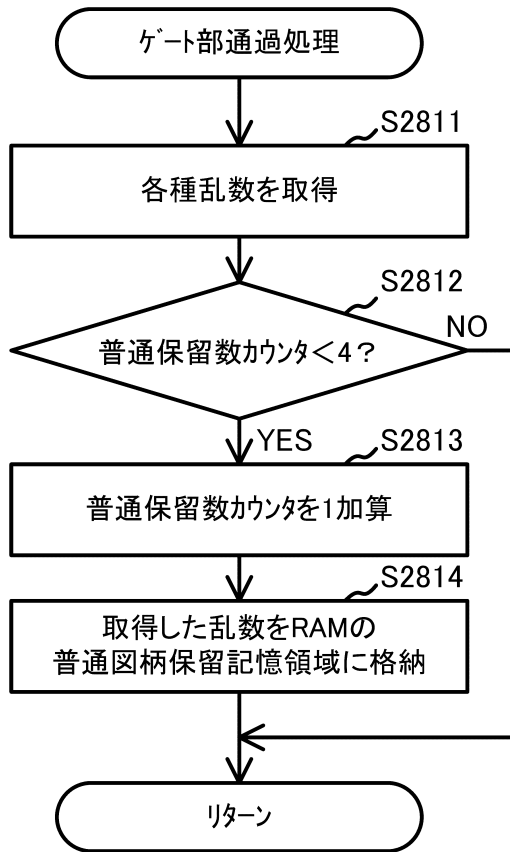 ｹﾞｰﾄ部通過処理
S2811
各種乱数を取得
S2812
普通保留数ｶｳﾝﾀ＜4？
NO
YES
S2813
普通保留数ｶｳﾝﾀを1加算
S2814
取得した乱数をRAMの
普通図柄保留記憶領域に格納
ﾘﾀｰﾝ